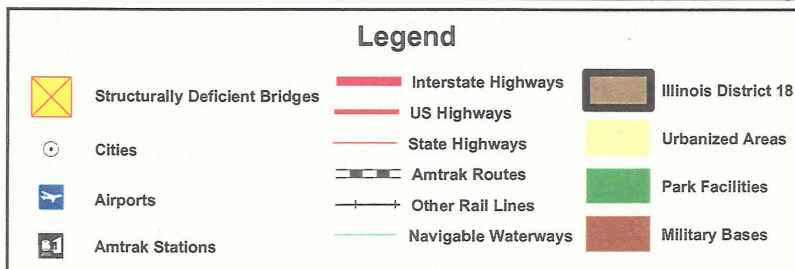 Legend
Structurally Deficient Bridges
Cities
Airports
Amtrak Stations
Interstate Highways
US Highways
State Highways
Amtrak Routes
Other Rail Lines
Navigable Waterways
Illinois District 18
Urbanized Areas
Park Facilities
Military Bases